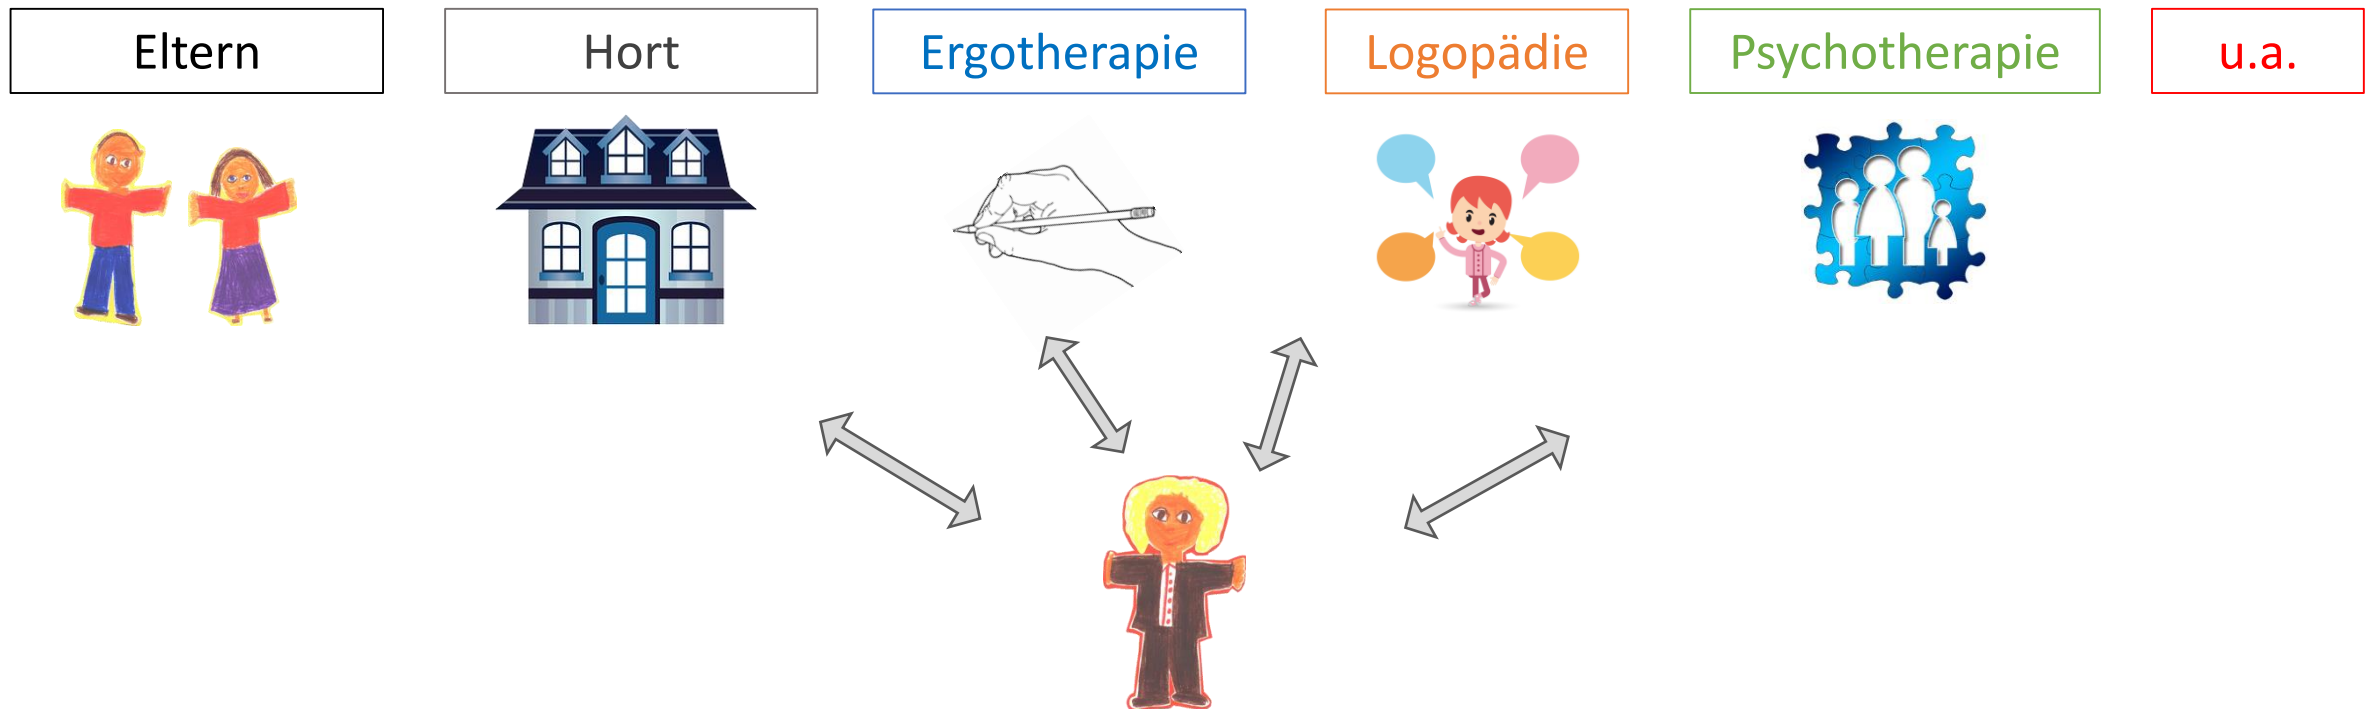 Eltern
Hort
Ergotherapie
Logopädie
Psychotherapie
u.a.